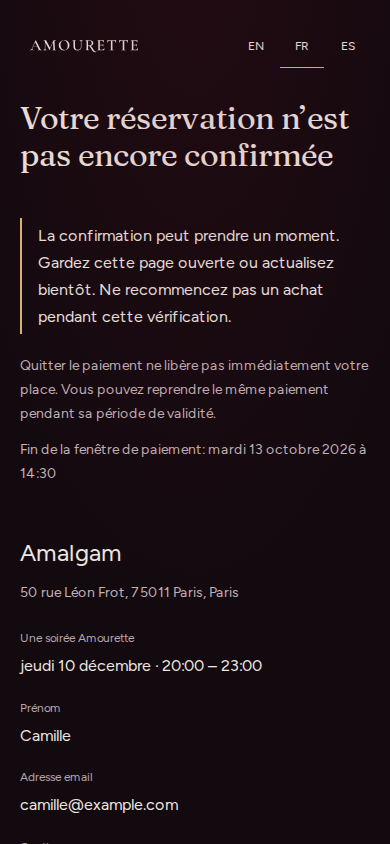 AMOURETTE
EN FR ES
Votre réservation n’est
pas encore confirmée
La confirmation peut prendre un moment.
Gardez cette page ouverte ou actualisez
bientôt. Ne recommencez pas un achat
pendant cette vérification.
Quitter le paiement ne libère pas immédiatement votre
place. Vous pouvez reprendre le même paiement
pendant sa période de validité.
Fin de la fenêtre de paiement: mardi 13 octobre 2026 à
14:30
Amalgam
50 rue Léon Frot, 75011 Paris, Paris
Une soirée Amourette
jeudi 10 décembre · 20:00 – 23:00
Prénom
Camille
Adresse email
camille@example.com